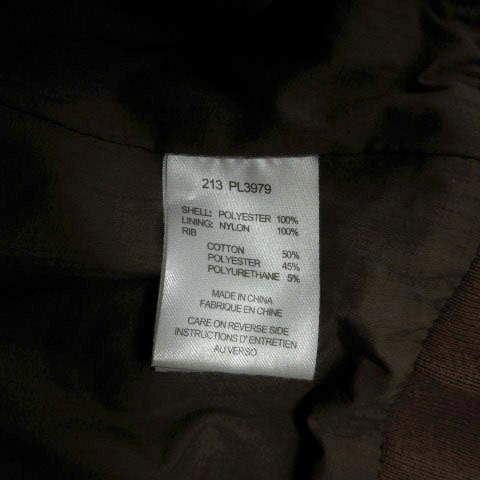 213 PL3979
SHELL: POLYESTER 100%
LINING: NYLON 100%
RIB
COTTON 50%
POLYESTER 45%
POLYURETHANE 5%
MADE IN CHINA
FABRIQUE EN CHINE
CARE ON REVERSE SIDE
INSTRUCTIONS D'ENTRETIEN
AU VERSO